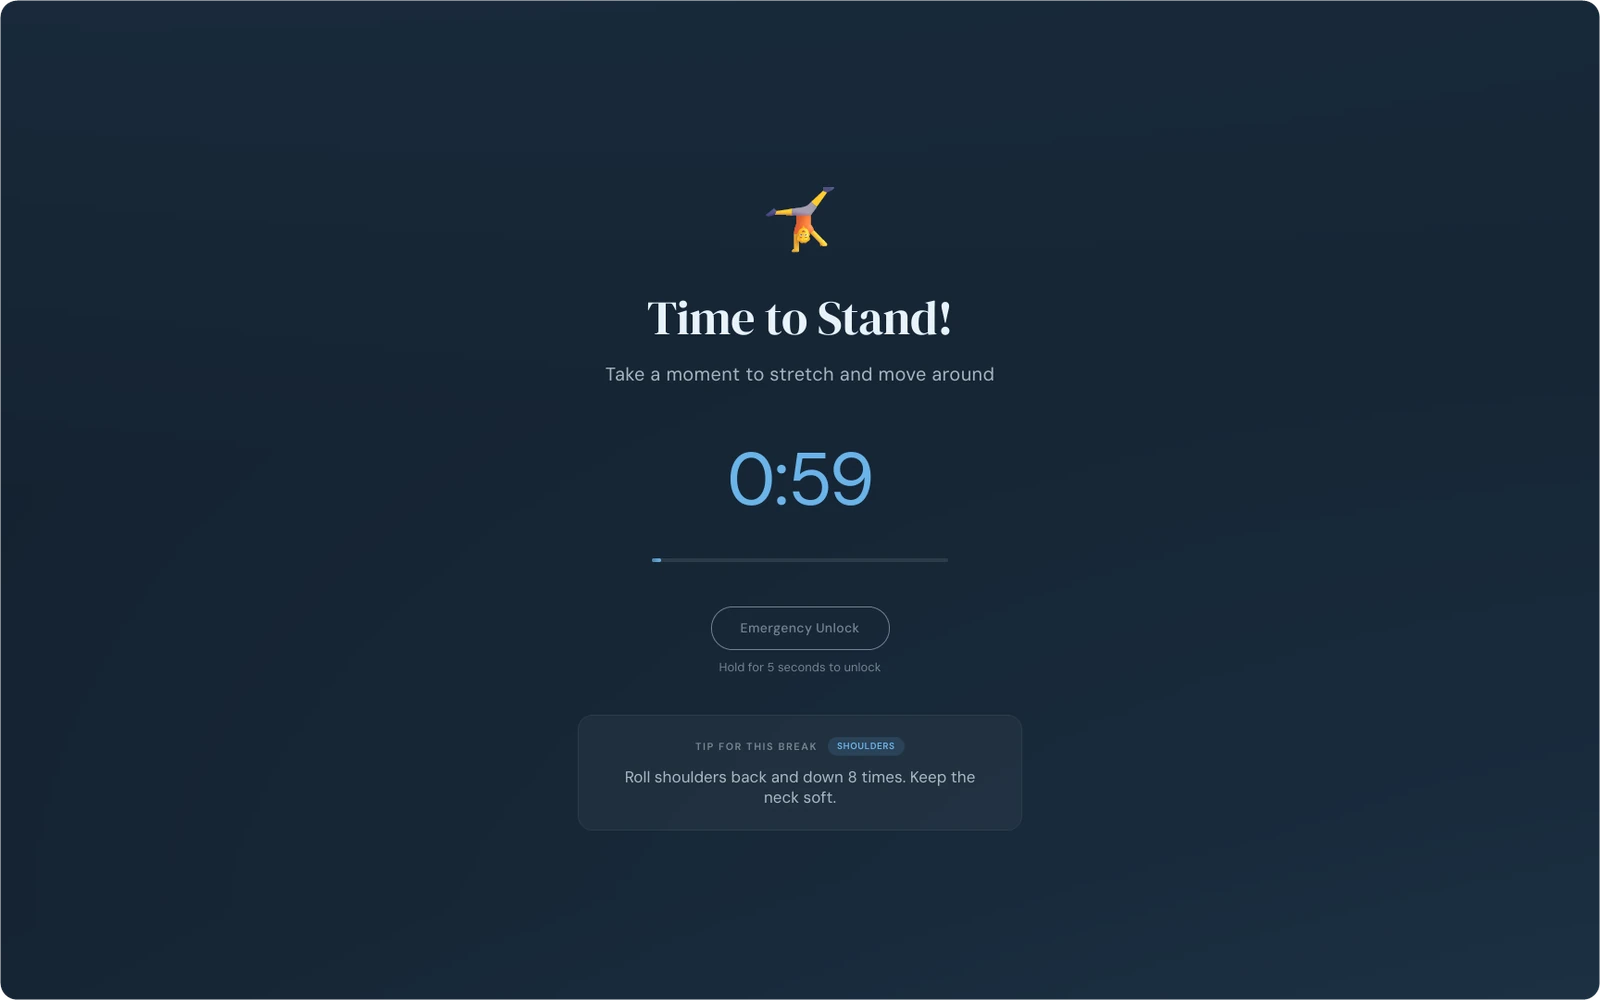 Time to Stand!
Take a moment to stretch and move around
0:59
Emergency Unlock
Hold for 5 seconds to unlock
TIP FOR THIS BREAK SHOULDERS
Roll shoulders back and down 8 times. Keep the
neck soft.